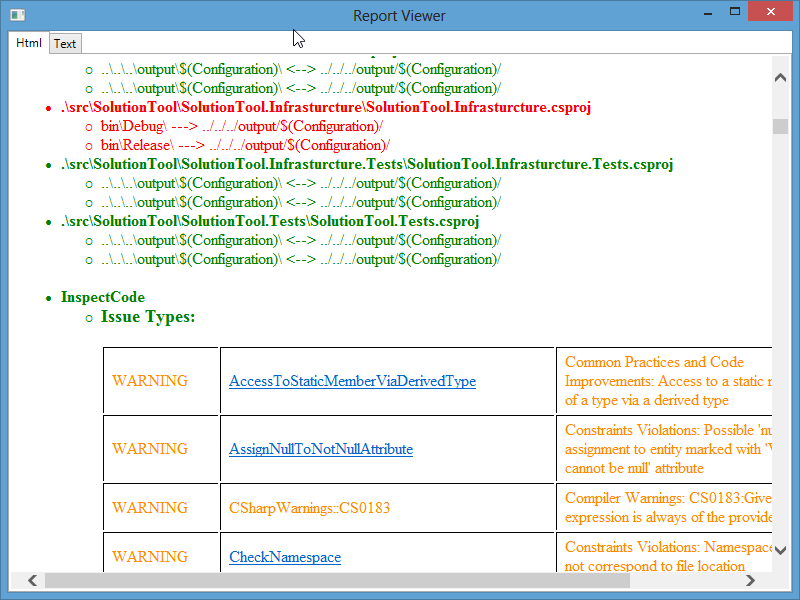 Report Viewer
Html
Text
..\..\..\output\$(Configuration)\ <--> ../../../output/$(Configuration)/
..\..\..\output\$(Configuration)\ <--> ../../../output/$(Configuration)/
.\src\SolutionTool\SolutionTool.Infrasturcture\SolutionTool.Infrasturcture.csproj
bin\Debug\ ---> ../../../output/$(Configuration)/
bin\Release\ ---> ../../../output/$(Configuration)/
.\src\SolutionTool\SolutionTool.Infrasturcture.Tests\SolutionTool.Infrasturcture.Tests.csproj
..\..\..\output\$(Configuration)\ <--> ../../../output/$(Configuration)/
..\..\..\output\$(Configuration)\ <--> ../../../output/$(Configuration)/
.\src\SolutionTool\SolutionTool.Tests\SolutionTool.Tests.csproj
..\..\..\output\$(Configuration)\ <--> ../../../output/$(Configuration)/
..\..\..\output\$(Configuration)\ <--> ../../../output/$(Configuration)/
InspectCode
Issue Types:
WARNING
AccessToStaticMemberViaDerivedType
Common Practices and Code
Improvements: Access to a static
of a type via a derived type
WARNING
AssignNullToNotNullAttribute
Constraints Violations: Possible 'nu
assignment to entity marked with 'V
cannot be null' attribute
WARNING
CSharpWarnings::CS0183
Compiler Warnings: CS0183:Give
expression is always of the provide
WARNING
CheckNamespace
Constraints Violations: Namespace
not correspond to file location